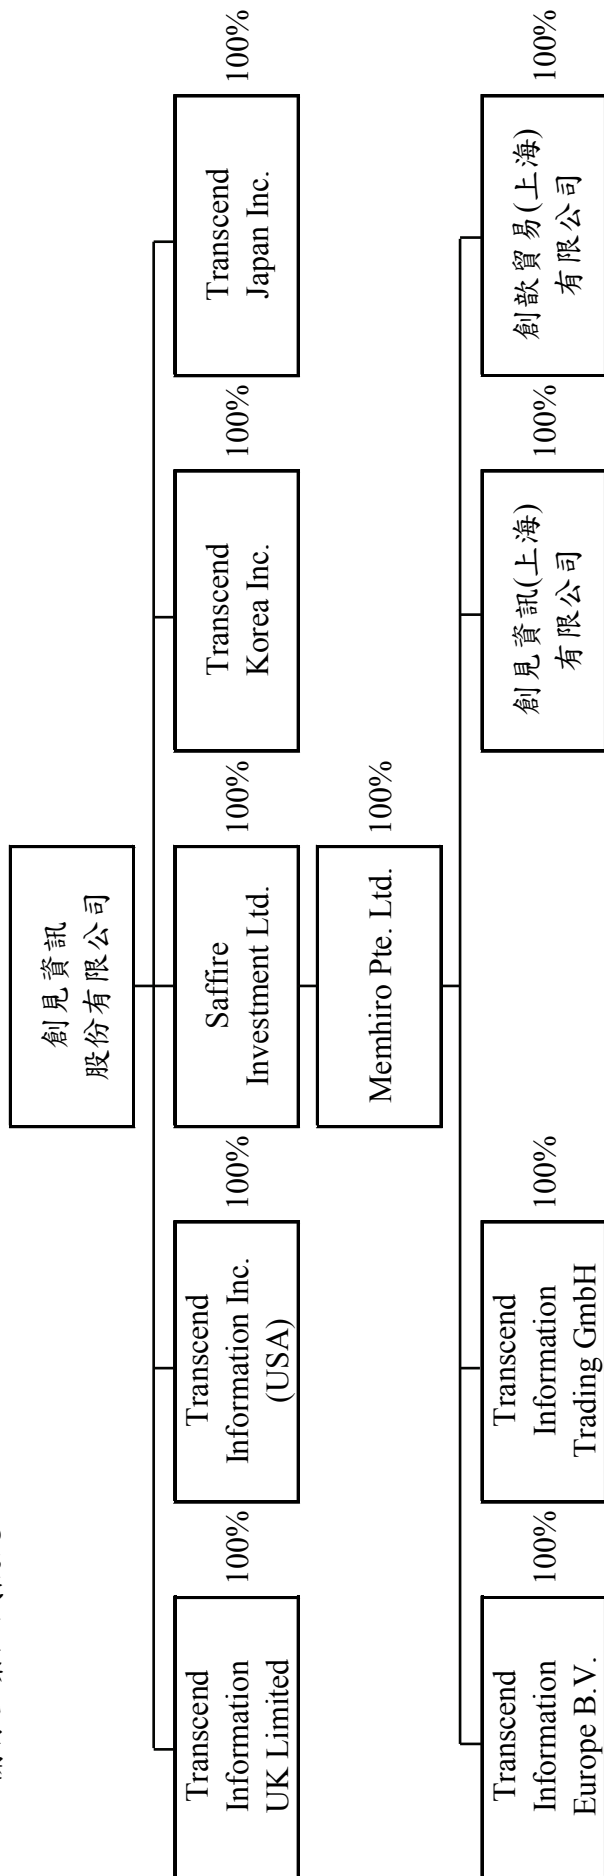 創見資訊
股份有限公司
Transcend
Information
UK Limited
100%
Transcend
Information Inc.
(USA)
100%
Saffire
Investment Ltd.
100%
Transcend
Korea Inc.
100%
Transcend
Japan Inc.
100%
Memhiro Pte. Ltd.
100%
Transcend
Information
Europe B.V.
100%
Transcend
Information
Trading GmbH
100%
創見資訊(上海)
有限公司
100%
創歆貿易(上海)
有限公司
100%